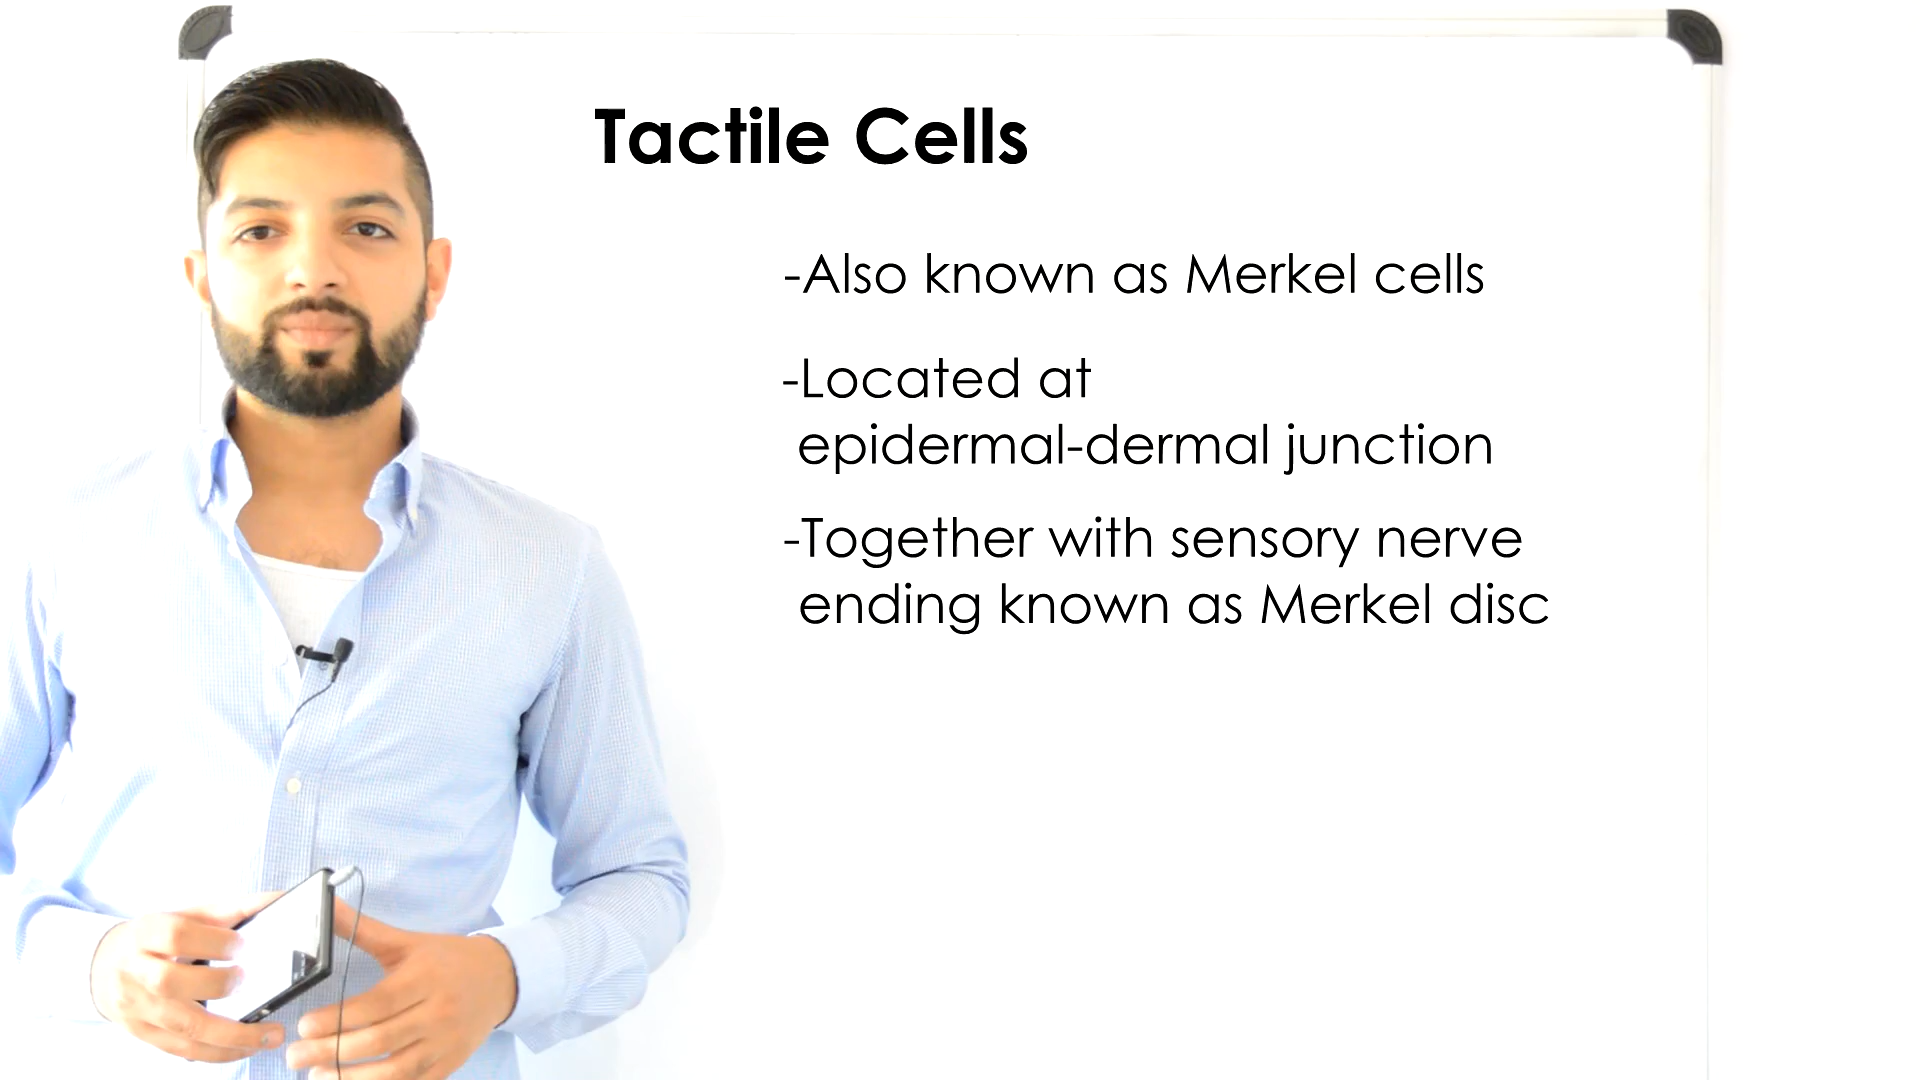 Tactile Cells
-Also known as Merkel cells
-Located at
epidermal-dermal junction
-Together with sensory nerve
ending known as Merkel disc